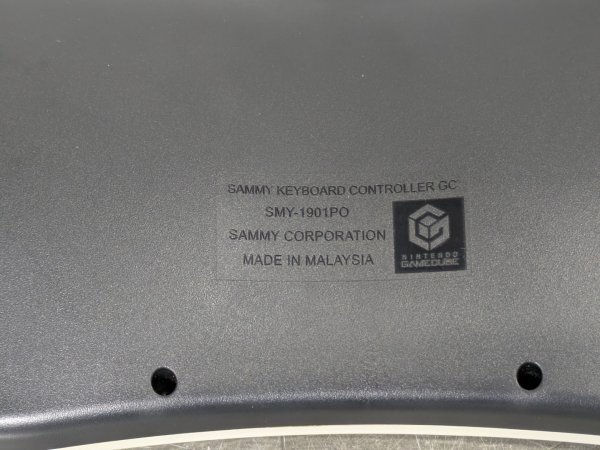 SAMMY KEYBOARD CONTROLLER GC
SMY-1901PO
SAMMY CORPORATION
MADE IN MALAYSIA
NINTENDO
GAMECUBE